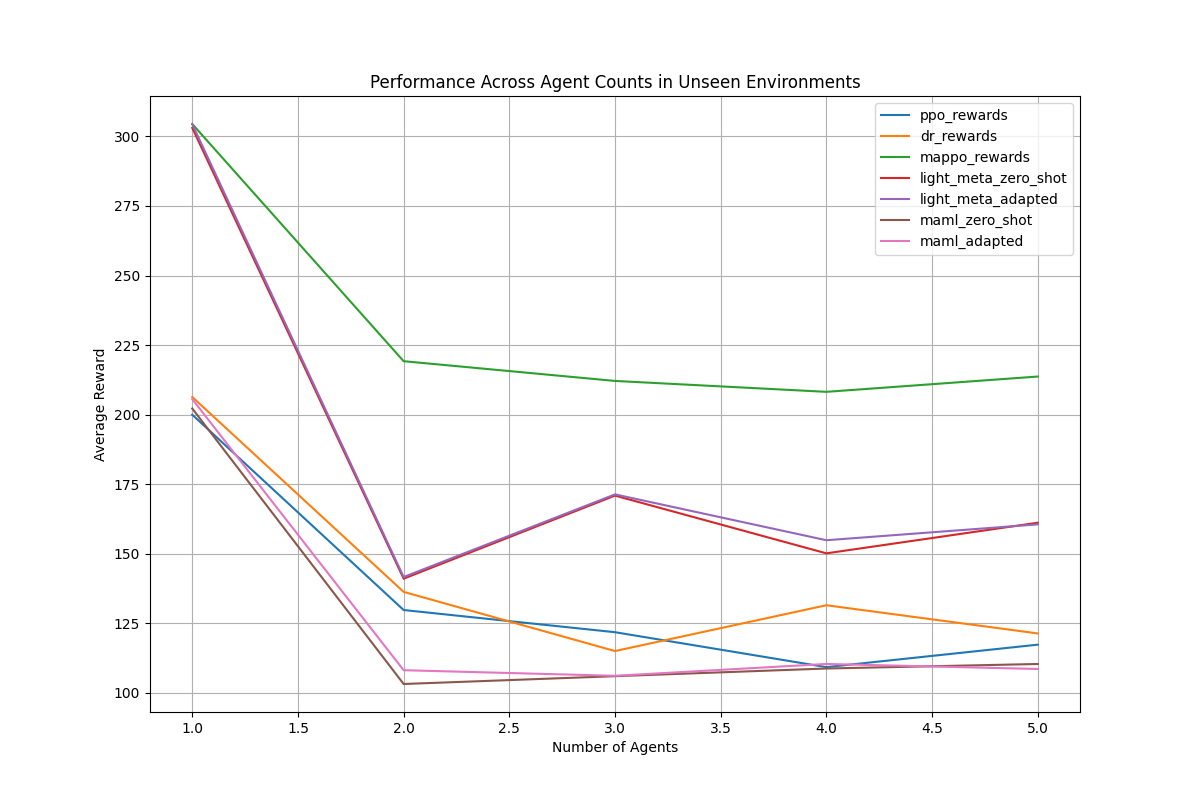 Performance Across Agent Counts in Unseen Environments
ppo_rewards
dr_rewards
mappo_rewards
light_meta_zero_shot
light_meta_adapted
maml_zero_shot
maml_adapted
Average Reward
300
275
250
225
200
175
150
125
100
1.0 1.5 2.0 2.5 3.0 3.5 4.0 4.5 5.0
Number of Agents